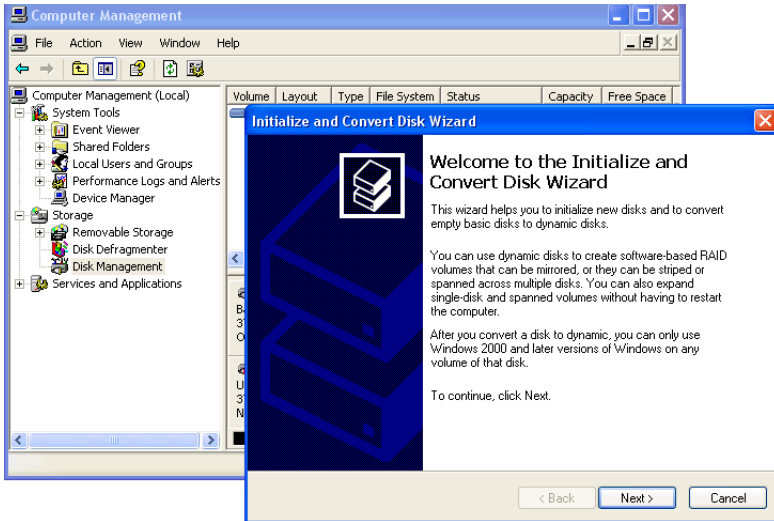 Computer Management
File Action View Window Help
Computer Management (Local)
System Tools
Event Viewer
Shared Folders
Local Users and Groups
Performance Logs and Alerts
Device Manager
Storage
Removable Storage
Disk Defragmenter
Disk Management
Services and Applications
Volume Layout Type File System Status Capacity Free Space
Initialize and Convert Disk Wizard
Welcome to the Initialize and
Convert Disk Wizard
This wizard helps you to initialize new disks and to convert
empty basic disks to dynamic disks.
You can use dynamic disks to create software-based RAID
volumes that can be mirrored, or they can be striped or
spanned across multiple disks. You can also expand
single-disk and spanned volumes without having to restart
the computer.
After you convert a disk to dynamic, you can only use
Windows 2000 and later versions of Windows on any
volume of that disk.
To continue, click Next.
< Back Next > Cancel